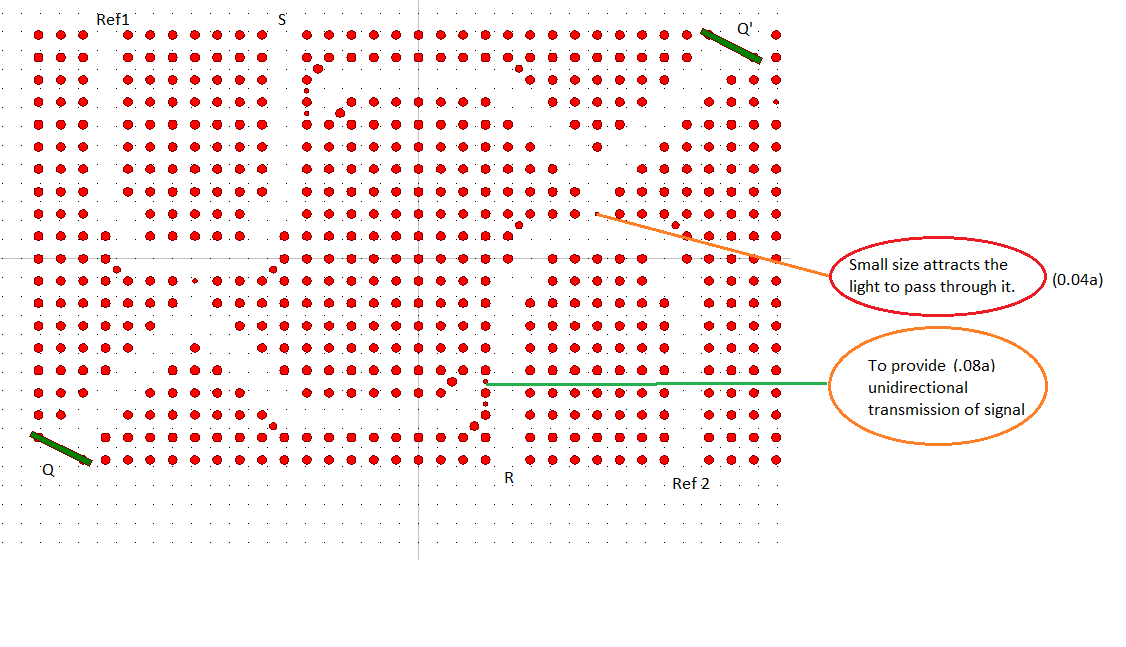 Ref1
S
Q'
Small size attracts the
light to pass through it.
(0.04a)
To provide (.08a)
unidirectional
transmission of signal
Q
R
Ref 2